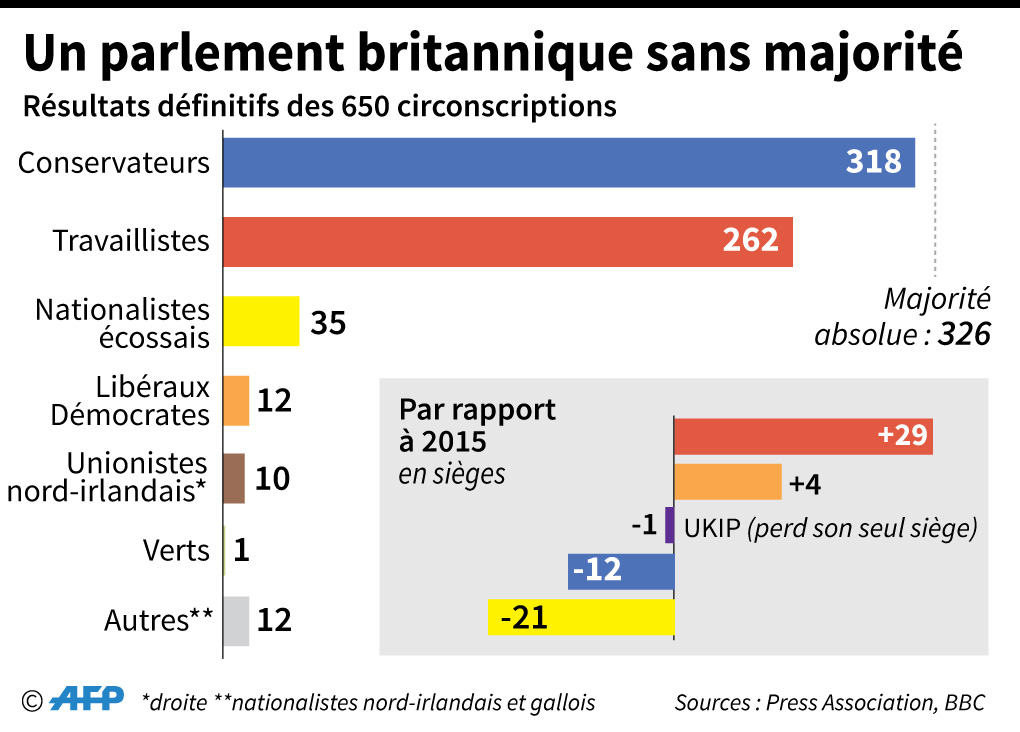 Un parlement britannique sans majorité
Résultats définitifs des 650 circonscriptions
Conservateurs 318
Travaillistes 262
Nationalistes
écossais 35
Libéraux
Démocrates 12
Unionistes
nord-irlandais* 10
Verts 1
Autres** 12
Majorité
absolue : 326
Par rapport
à 2015
en sièges
+29
+4
-1 UKIP (perd son seul siège)
-12
-21
© AFP *droite **nationalistes nord-irlandais et gallois Sources : Press Association, BBC